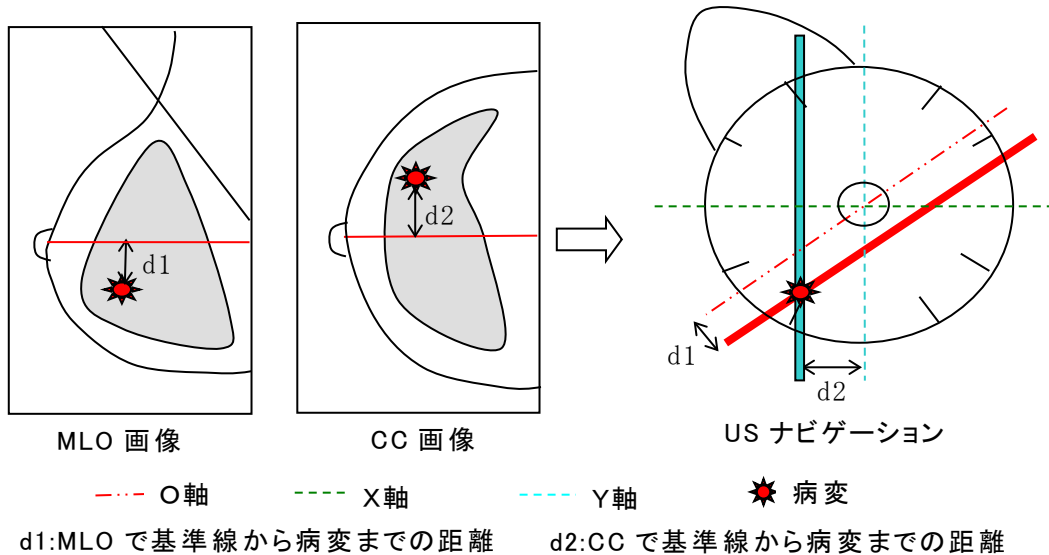 d1
d2
d1
d2
MLO 画像
CC 画像
US ナビゲーション
O軸
X軸
Y軸
病変
d1:MLO で基準線から病変までの距離
d2:CC で基準線から病変までの距離